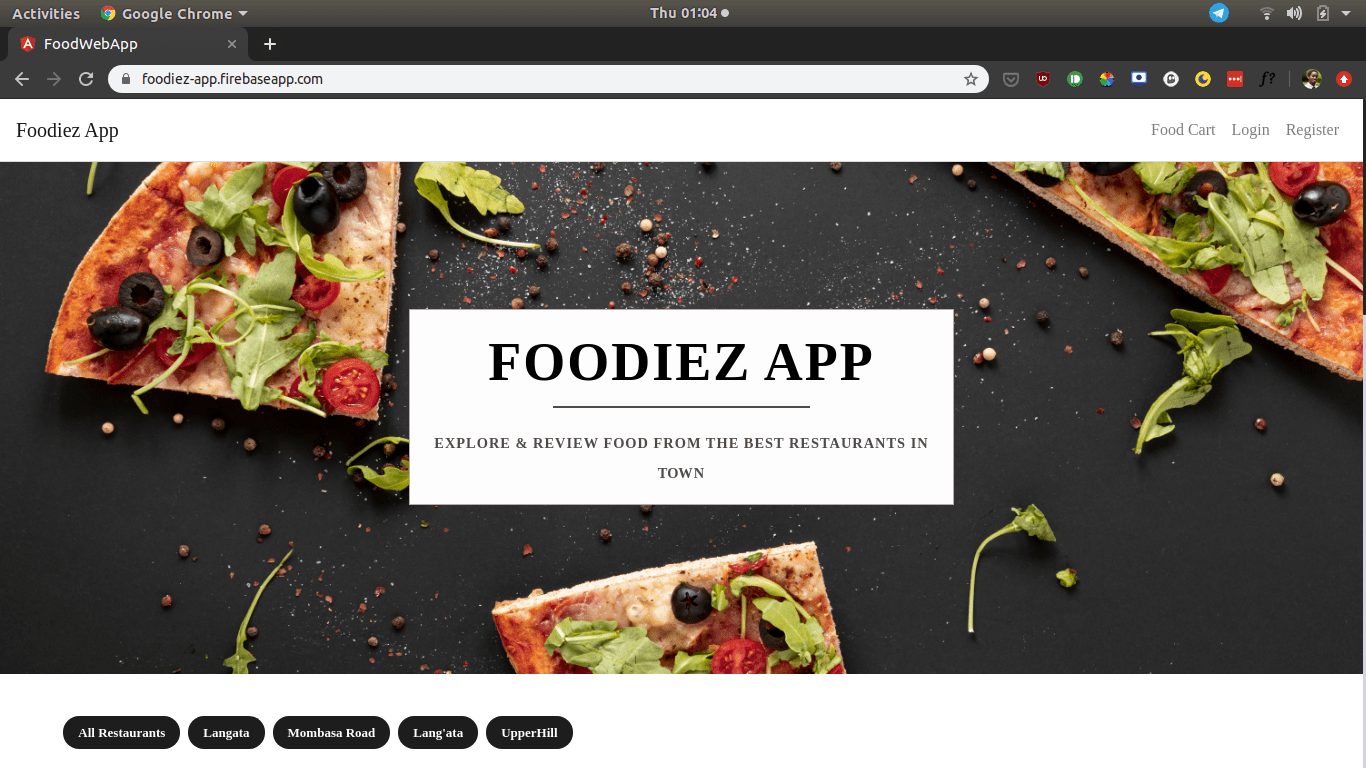 Activities Google Chrome Thu 01:04
FoodWebApp
foodiez-app.firebaseapp.com
Foodiez App Food Cart Login Register
FOODIEZ APP
EXPLORE & REVIEW FOOD FROM THE BEST RESTAURANTS IN
TOWN
All Restaurants Langata Mombasa Road Lang'ata UpperHill